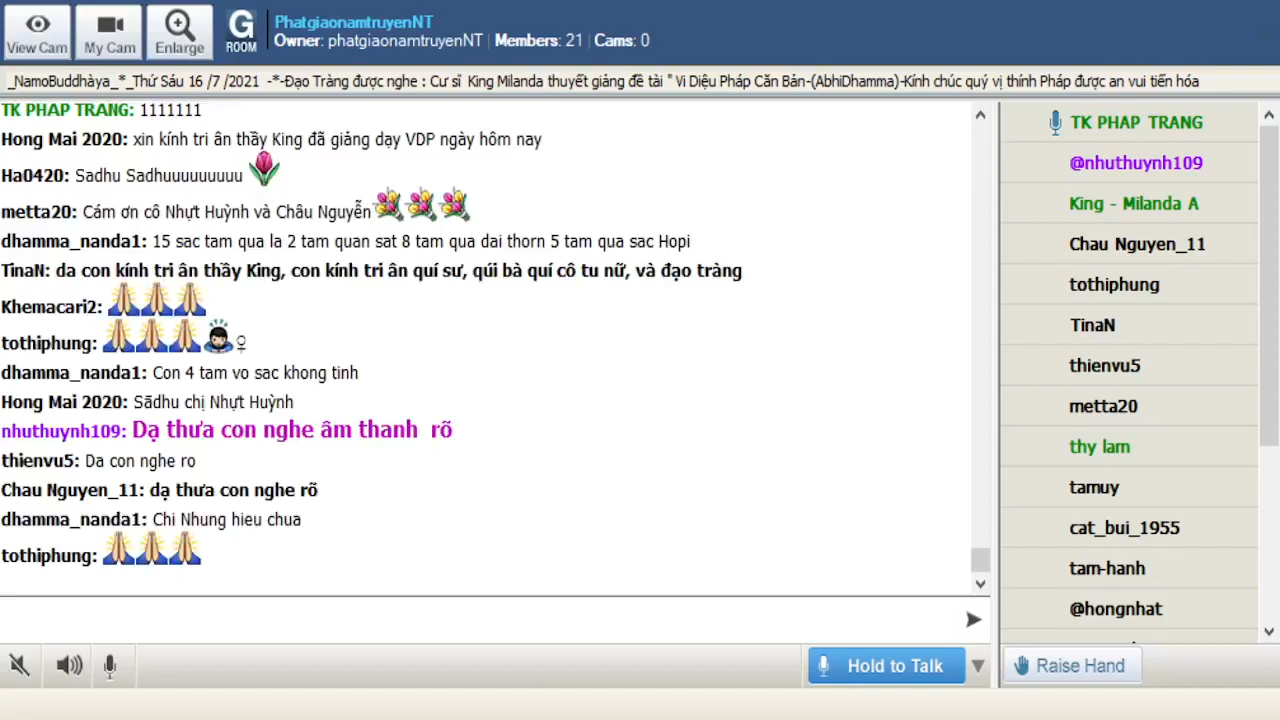 View Cam
My Cam
Enlarge
G
ROOM
PhatgiaonamtruyenNT
Owner: phatgiaonamtruyenNT | Members: 21 | Cams: 0
_NamoBuddhàya_*_Thứ Sáu 16 /7 /2021 -*-Đạo Tràng được nghe : Cư sĩ King Milanda thuyết giảng đề tài " Vi Diệu Pháp Căn Bản-(AbhiDhamma)-Kính chúc quý vị thính Pháp được an vui tiến hóa
TK PHAP TRANG: 1111111
Hong Mai 2020: xin kính tri ân thầy King đã giảng dạy VDP ngày hôm nay
Ha0420: Sadhu Sadhuuuuuuuuu
metta20: Cám ơn cô Nhựt Huỳnh và Châu Nguyễn
dhamma_nanda1: 15 sac tam qua la 2 tam quan sat 8 tam qua dai thorn 5 tam qua sac Hopi
TinaN: da con kính tri ân thầy King, con kính tri ân quí sư, qúi bà quí cô tu nữ, và đạo tràng
Khemacari2:
tothiphung: ♀
dhamma_nanda1: Con 4 tam vo sac khong tinh
Hong Mai 2020: Sādhu chị Nhựt Huỳnh
nhuthuynh109: Dạ thưa con nghe âm thanh rõ
thienvu5: Da con nghe ro
Chau Nguyen_11: dạ thưa con nghe rõ
dhamma_nanda1: Chi Nhung hieu chua
tothiphung:
Hold to Talk
TK PHAP TRANG
@nhuthuynh109
King - Milanda A
Chau Nguyen_11
tothiphung
TinaN
thienvu5
metta20
thy lam
tamuy
cat_bui_1955
tam-hanh
@hongnhat
Raise Hand